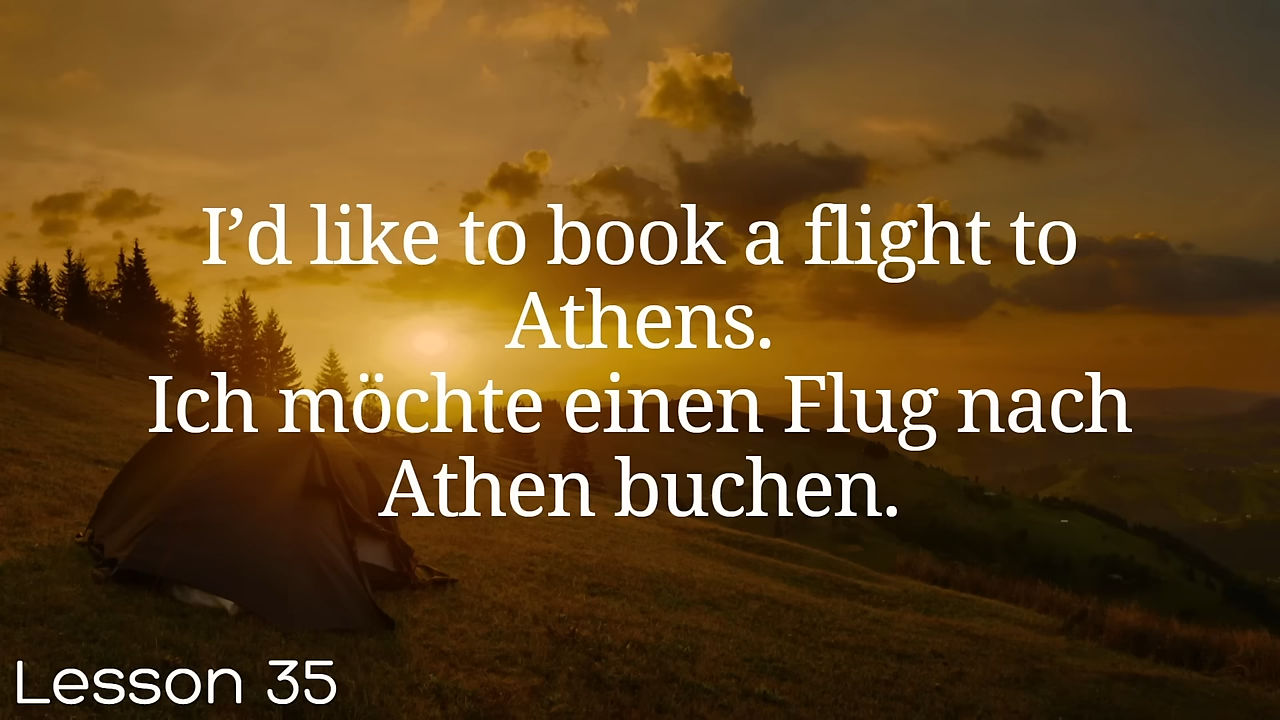 I’d like to book a flight to
Athens.
Ich möchte einen Flug nach
Athen buchen.
Lesson 35